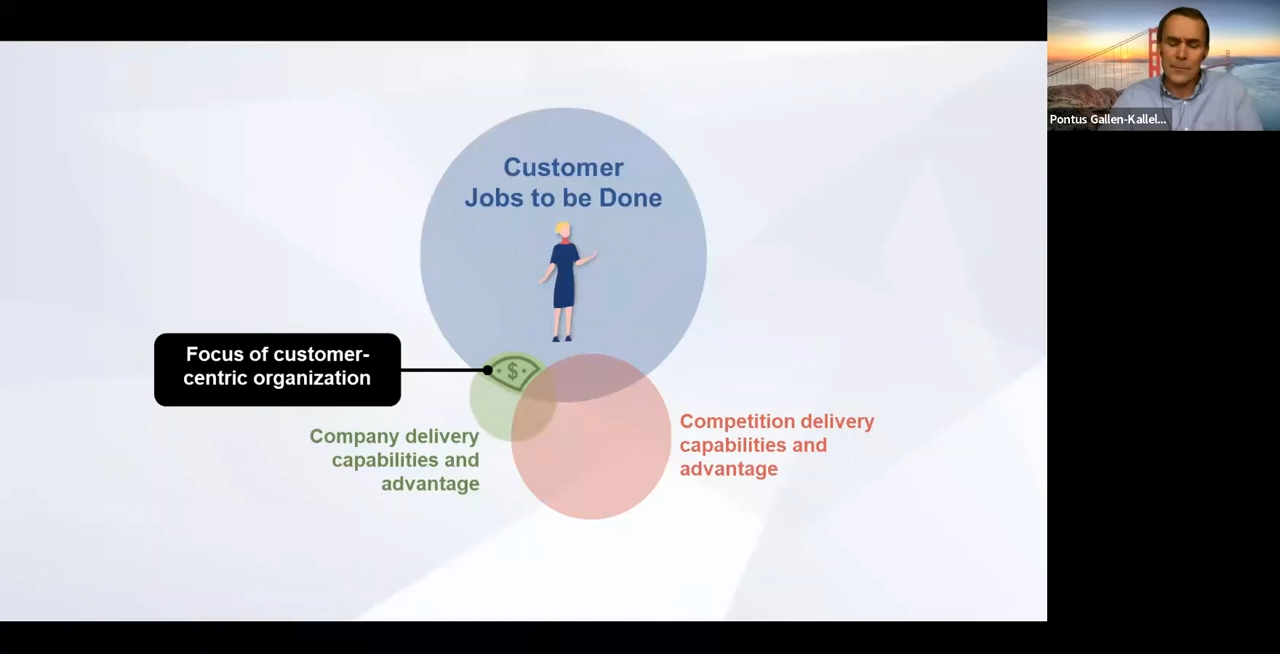 Customer
Jobs to be Done
$
Focus of customer-
centric organization
Company delivery
capabilities and
advantage
Competition delivery
capabilities and
advantage
Pontus Gallen-Kallel...